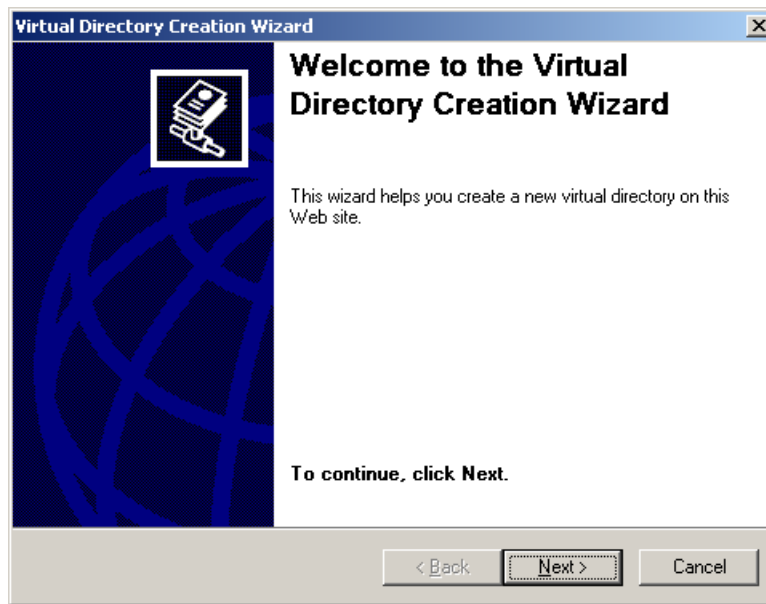 Virtual Directory Creation Wizard
Welcome to the Virtual
Directory Creation Wizard
This wizard helps you create a new virtual directory on this
Web site.
To continue, click Next.
< Back
Next >
Cancel